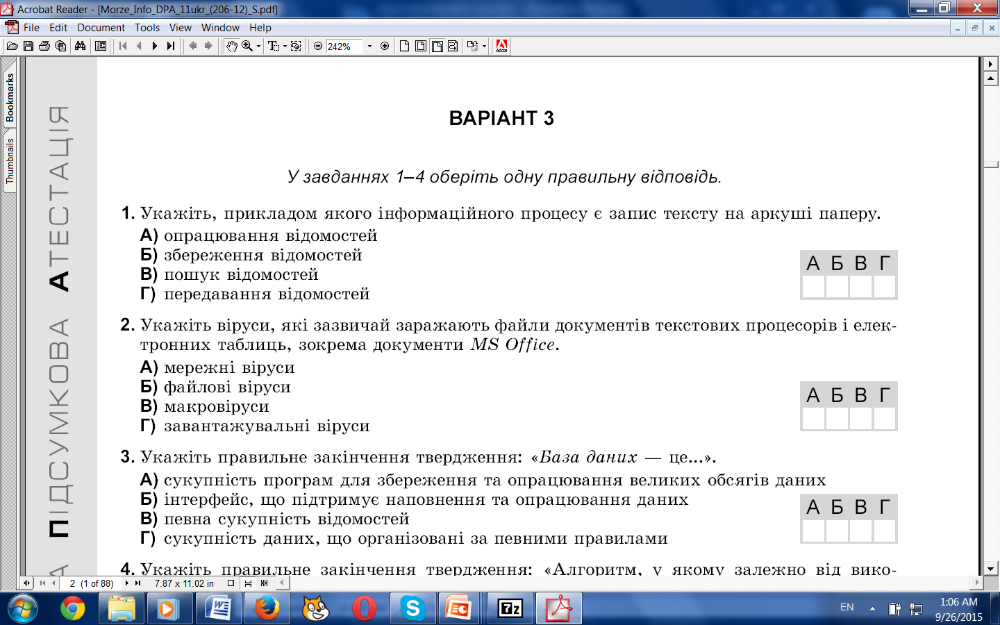 Acrobat Reader - [Morze_Info_DPA_11ukr_(206-12)_S.pdf]
File Edit Document Tools View Window Help
242%
Bookmarks
Thumbnails
ПІДСУМКОВА АТЕСТАЦІЯ
ВАРІАНТ 3
У завданнях 1–4 оберіть одну правильну відповідь.
1. Укажіть, прикладом якого інформаційного процесу є запис тексту на аркуші паперу.
А) опрацювання відомостей
Б) збереження відомостей
В) пошук відомостей
Г) передавання відомостей
А Б В Г
2. Укажіть віруси, які зазвичай заражають файли документів текстових процесорів і елек-
тронних таблиць, зокрема документи MS Office.
А) мережні віруси
Б) файлові віруси
В) макровіруси
Г) завантажувальні віруси
А Б В Г
3. Укажіть правильне закінчення твердження: «База даних — це...».
А) сукупність програм для збереження та опрацювання великих обсягів даних
Б) інтерфейс, що підтримує наповнення та опрацювання даних
В) певна сукупність відомостей
Г) сукупність даних, що організовані за певними правилами
А Б В Г
4. Укажіть правильне закінчення твердження: «Алгоритм, у якому залежно від вико-
2 (1 of 88) 7.87 x 11.02 in
EN
1:06 AM
9/26/2015